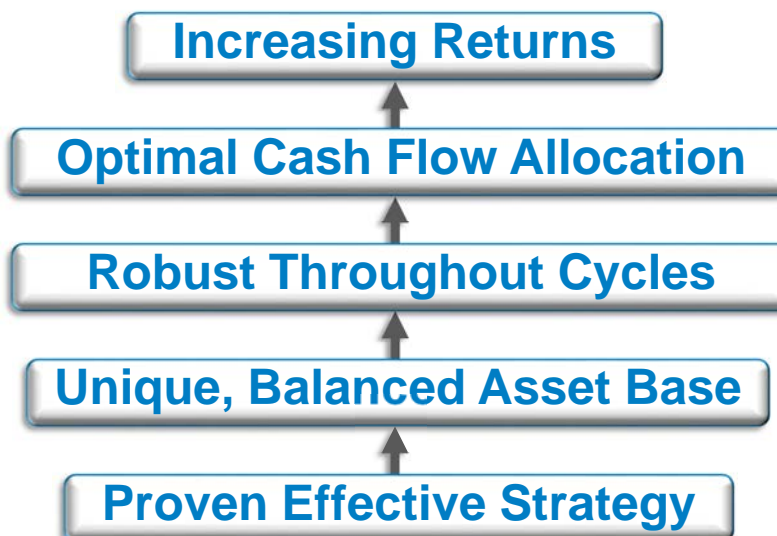 Increasing Returns
Optimal Cash Flow Allocation
Robust Throughout Cycles
Unique, Balanced Asset Base
Proven Effective Strategy